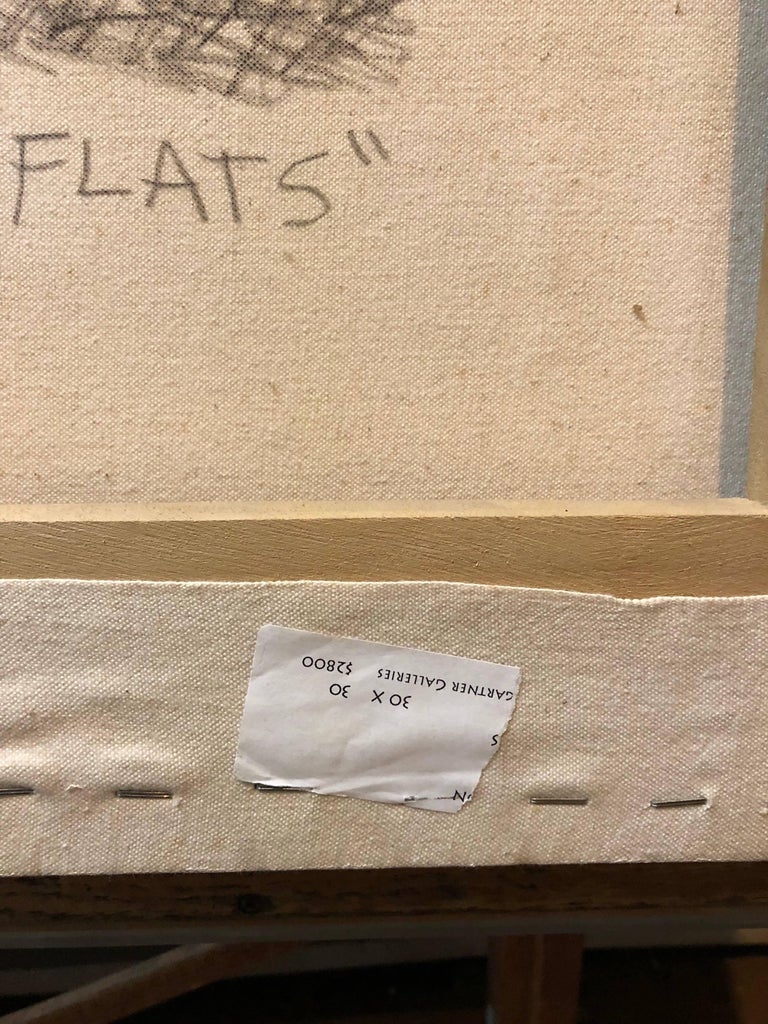 FLATS"
N
S
30 X 30
GARTNER GALLERIES $2800